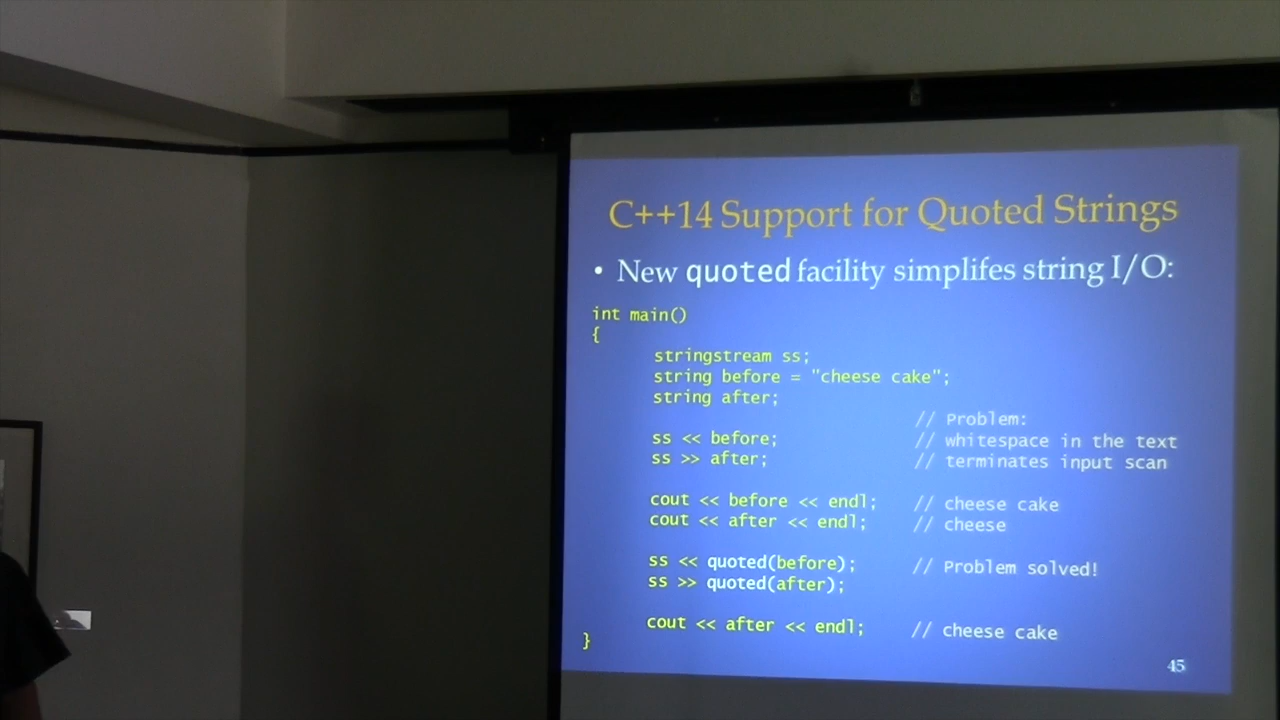 C++14 Support for Quoted Strings
• New quoted facility simplifes string I/O:
int main()
{
stringstream ss;
string before = "cheese cake";
string after;
// Problem:
ss << before; // whitespace in the text
ss >> after; // terminates input scan
cout << before << endl; // cheese cake
cout << after << endl; // cheese
ss << quoted(before); // Problem solved!
ss >> quoted(after);
cout << after << endl; // cheese cake
}
45